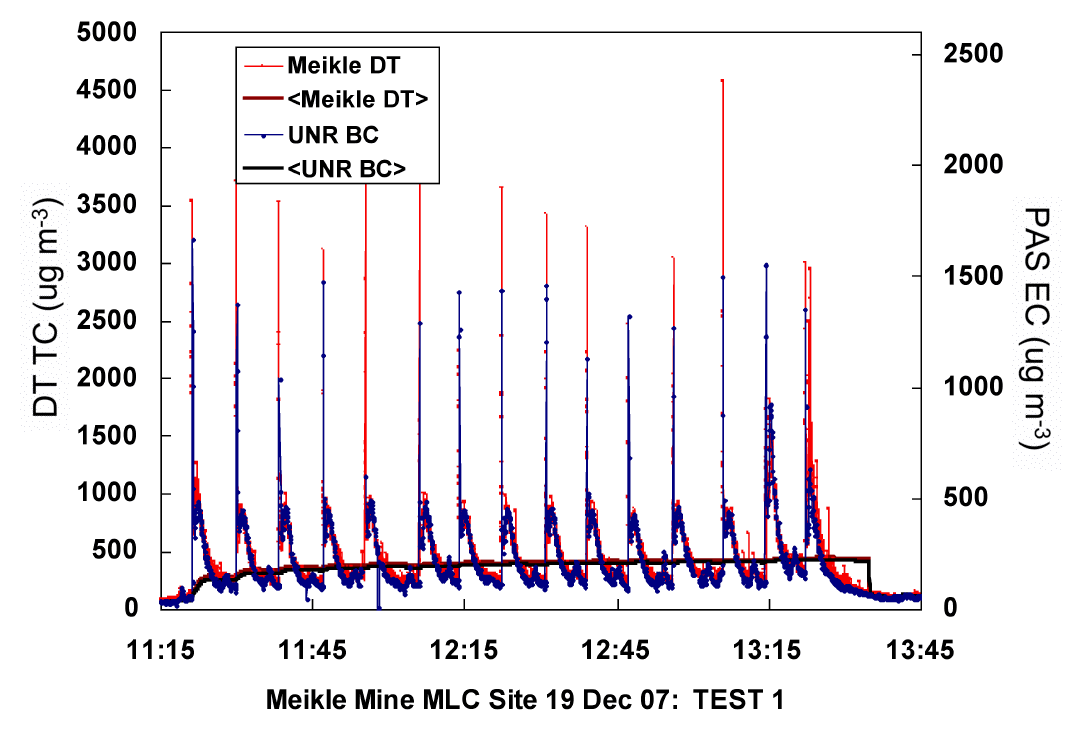 5000
4500
4000
3500
3000
2500
2000
1500
1000
500
0
DT TC (ug m-3)
Meikle DT
<Meikle DT>
UNR BC
<UNR BC>
2500
2000
1500
1000
500
0
PAS EC (ug m-3)
11:15 11:45 12:15 12:45 13:15 13:45
Meikle Mine MLC Site 19 Dec 07: TEST 1